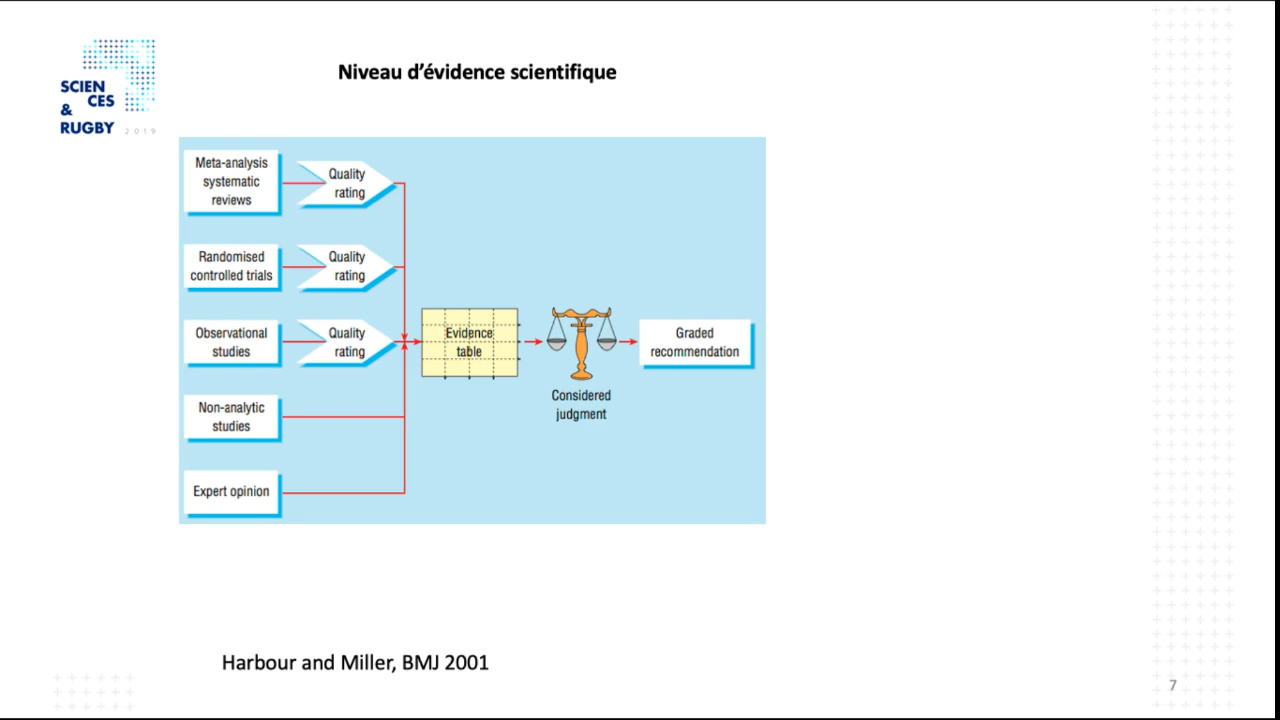 Niveau d’évidence scientifique
SCIEN
CES
&
RUGBY 2019
Meta-analysis
systematic
reviews
Quality
rating
Randomised
controlled trials
Quality
rating
Observational
studies
Quality
rating
Non-analytic
studies
Expert opinion
Evidence
table
Considered
judgment
Graded
recommendation
Harbour and Miller, BMJ 2001
7